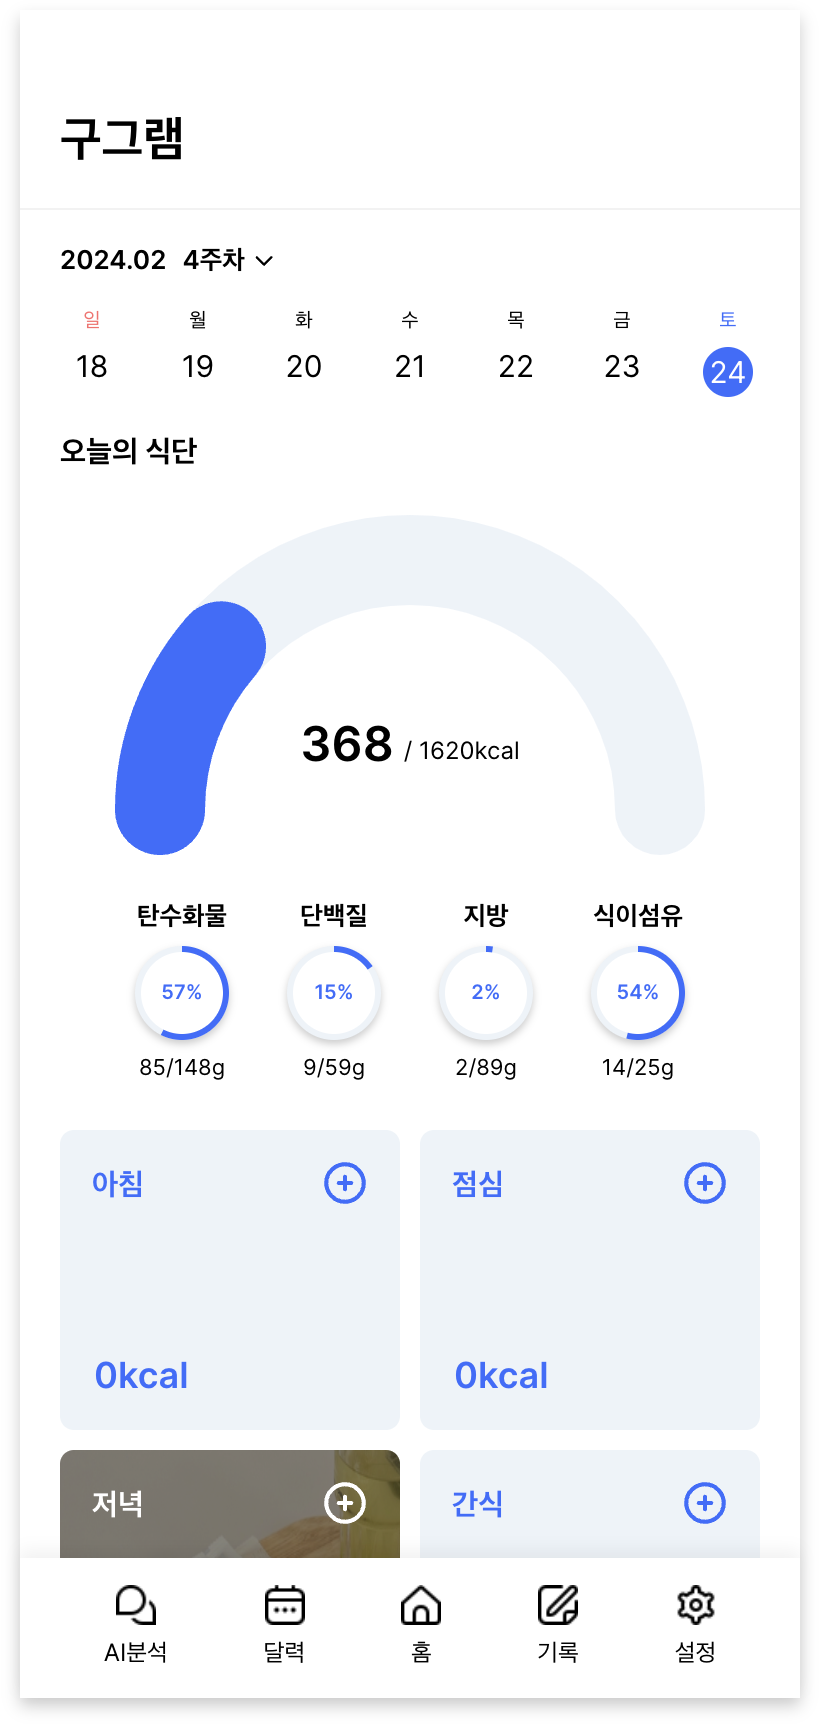 구그램
2024.02 4주차
일 월 화 수 목 금 토
18 19 20 21 22 23 24
오늘의 식단
368 / 1620kcal
탄수화물 단백질 지방 식이섬유
57% 15% 2% 54%
85/148g 9/59g 2/89g 14/25g
아침 점심
0kcal 0kcal
저녁 간식
AI분석 달력 홈 기록 설정